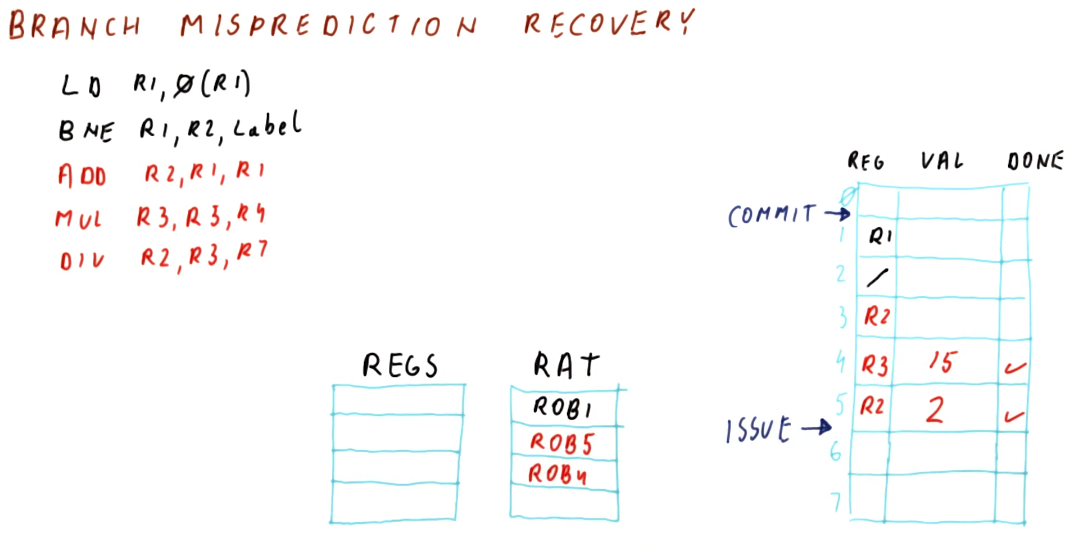 BRANCH MISPREDICTION RECOVERY
LD R1, Ø(R1)
BNE R1, R2, Label
ADD R2, R1, R1
MUL R3, R3, R4
DIV R2, R3, R7
REGS
RAT
ROB1
ROB5
ROB4
REG VAL DONE
0
COMMIT →
1 R1
2 /
3 R2
4 R3 15 ✓
5 R2 2 ✓
ISSUE →
6
7